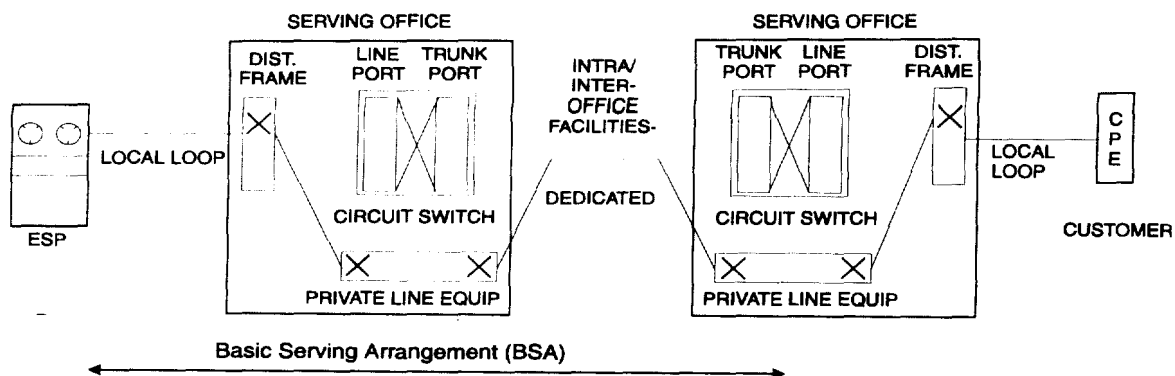 SERVING OFFICE
SERVING OFFICE
DIST.
FRAME
LINE
PORT
TRUNK
PORT
INTRA/
INTER-
OFFICE
FACILITIES-
TRUNK
PORT
LINE
PORT
DIST.
FRAME
LOCAL LOOP
C
P
E
LOCAL
LOOP
DEDICATED
CIRCUIT SWITCH
CIRCUIT SWITCH
ESP
CUSTOMER
PRIVATE LINE EQUIP
PRIVATE LINE EQUIP
Basic Serving Arrangement (BSA)